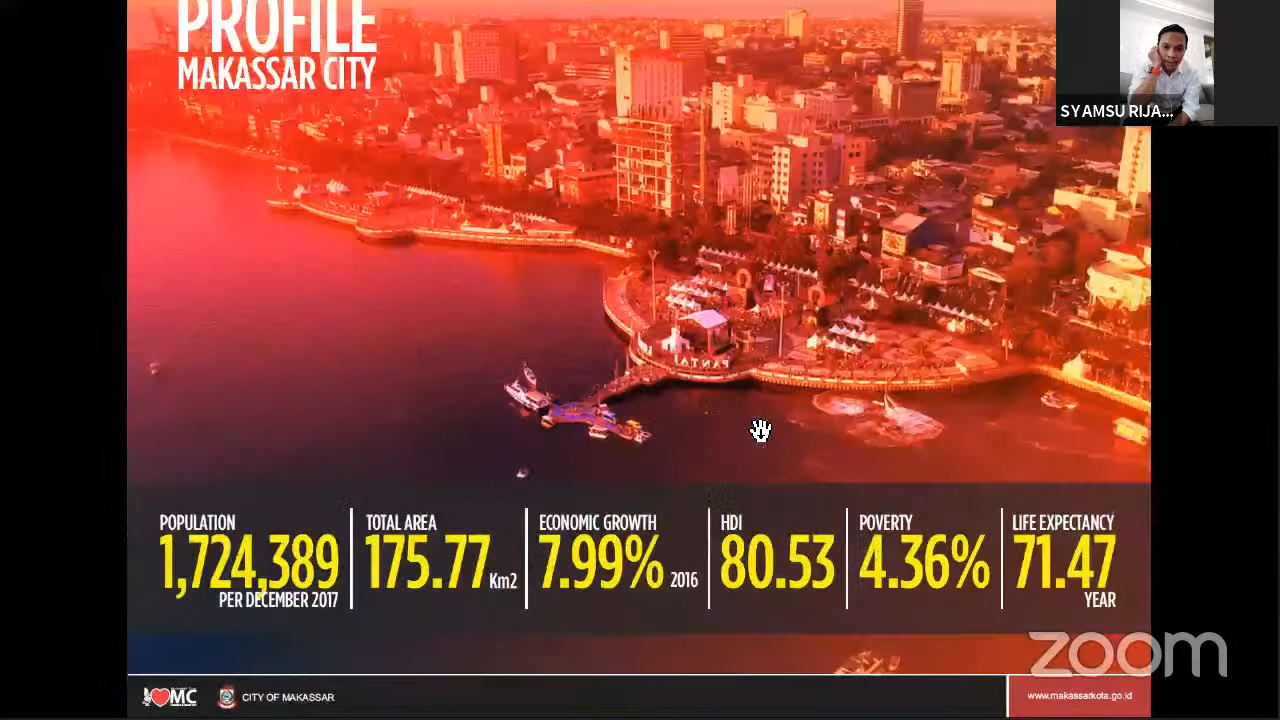 PROFILE
MAKASSAR CITY
SYAMSU RIJA...
PANTAI
POPULATION
1,724,389
PER DECEMBER 2017
TOTAL AREA
175.77 Km2
ECONOMIC GROWTH
7.99% 2016
HDI
80.53
POVERTY
4.36%
LIFE EXPECTANCY
71.47
YEAR
zoom
MC
CITY OF MAKASSAR
www.makassarkota.go.id